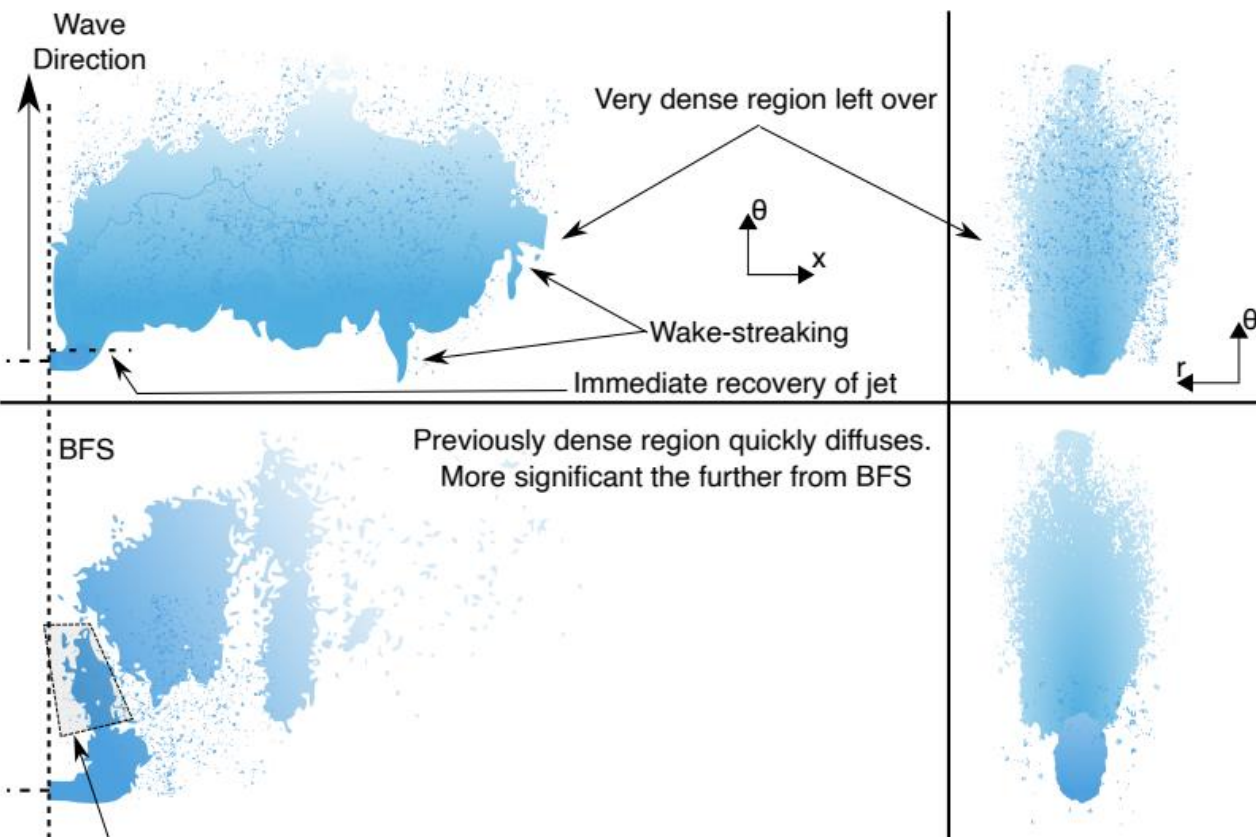 Wave
Direction
Very dense region left over
θ
x
Wake-streaking
Immediate recovery of jet
θ
r
BFS
Previously dense region quickly diffuses.
More significant the further from BFS